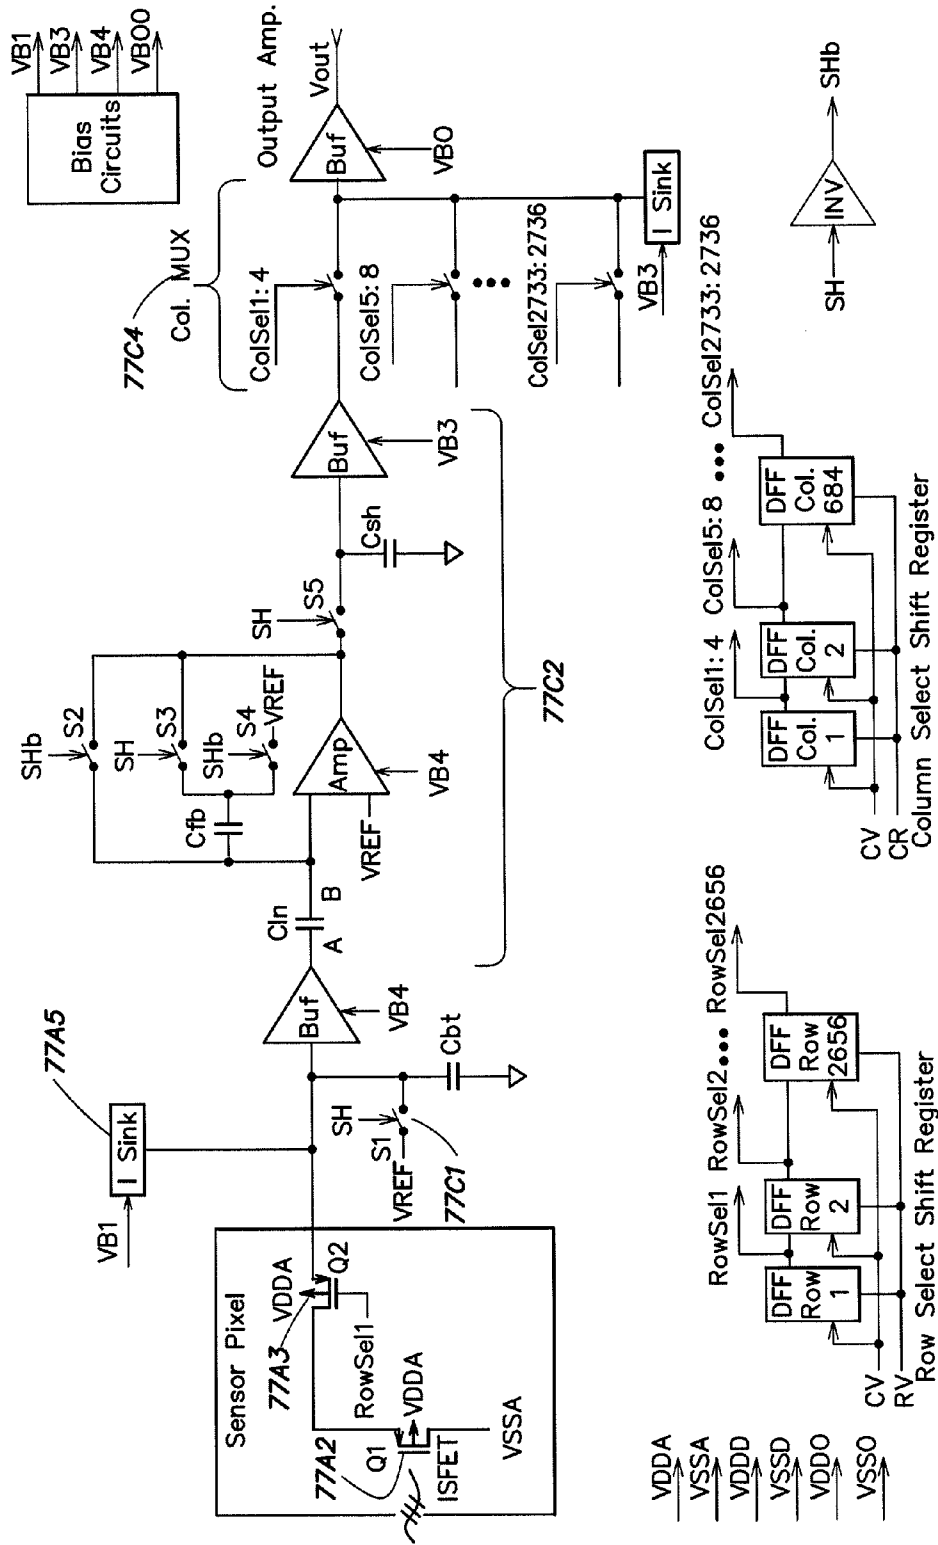 VB1
VB3
VB4
VB00
Bias
Circuits
Output Amp.
Vout
Buf
VB0
Col. MUX
77C4
ColSel1:4
ColSel5:8
ColSel2733:2736
I Sink
VB3
Buf
VB3
77C2
Csh
SH
S5
SHb
S2
SH
S3
SHb
S4
VREF
Cfb
Amp
VREF
VB4
CIn
A
B
Buf
VB4
77A5
I Sink
VB1
Cbt
SH
S1
VREF
77C1
Sensor Pixel
VDDA
Q2
77A3
RowSel1
77A2
Q1
VDDA
ISFET
VSSA
VDDA
VSSA
VDDD
VSSD
VDDO
VSSO
RowSel1
RowSel2
RowSel2656
DFF
Row
1
DFF
Row
2
DFF
Row
2656
CV
RV
Row Select Shift Register
ColSel1:4
ColSel5:8
ColSel2733:2736
DFF
Col.
1
DFF
Col.
2
DFF
Col.
684
CV
CR
Column Select Shift Register
SH
INV
SHb